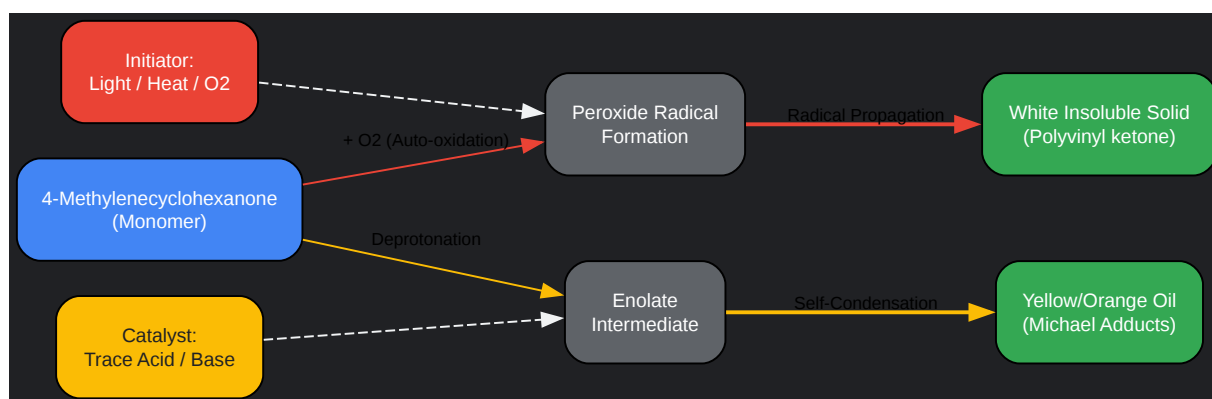 Initiator:
Light / Heat / O2
Peroxide Radical
Formation
Radical Propagation
White Insoluble Solid
(Polyvinyl ketone)
+ O2 (Auto-oxidation)
4-Methylenecyclohexanone
(Monomer)
Deprotonation
Enolate
Intermediate
Self-Condensation
Yellow/Orange Oil
(Michael Adducts)
Catalyst:
Trace Acid / Base